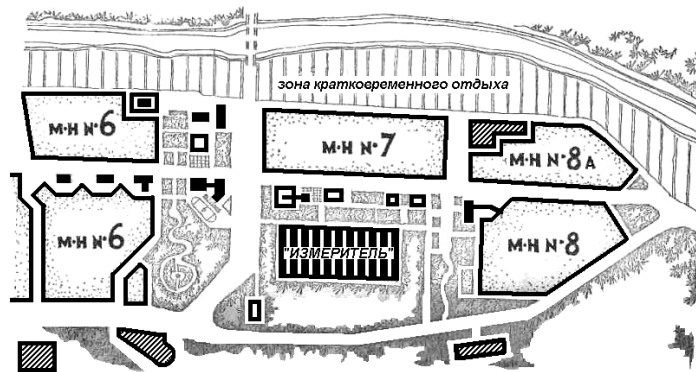 зона кратковременного отдыха
М-Н №6
М-Н №7
М-Н №8А
М-Н №6
"ИЗМЕРИТЕЛЬ"
М-Н №8